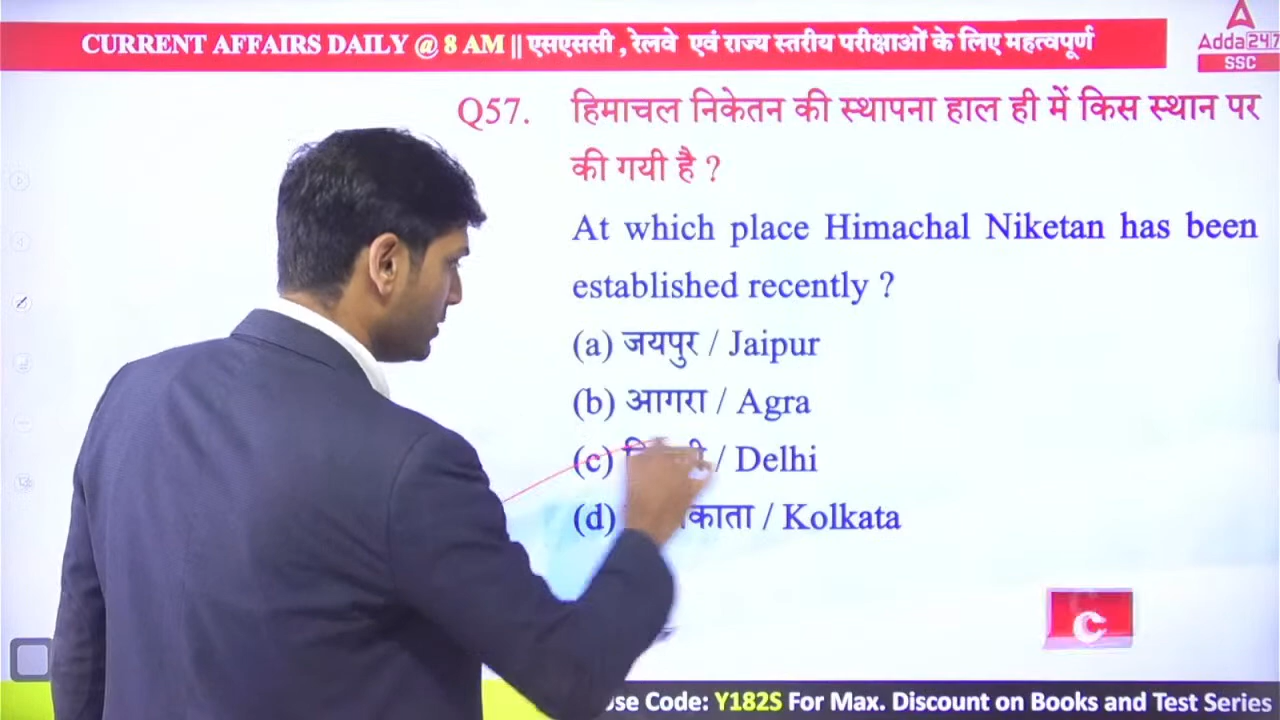 CURRENT AFFAIRS DAILY @ 8 AM || एसएससी , रेलवे एवं राज्य स्तरीय परीक्षाओं के लिए महत्वपूर्ण
Adda247
SSC
Q57. हिमाचल निकेतन की स्थापना हाल ही में किस स्थान पर
की गयी है ?
At which place Himachal Niketan has been
established recently ?
(a) जयपुर / Jaipur
(b) आगरा / Agra
(c) / Delhi
(d) / Kolkata
C
Code: Y182S For Max. Discount on Books and Test Series